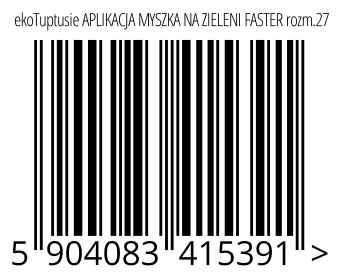 ekoTuptusie APLIKACJA MYSZKA NA ZIELENI FASTER rozm.27
5 904083 415391 >